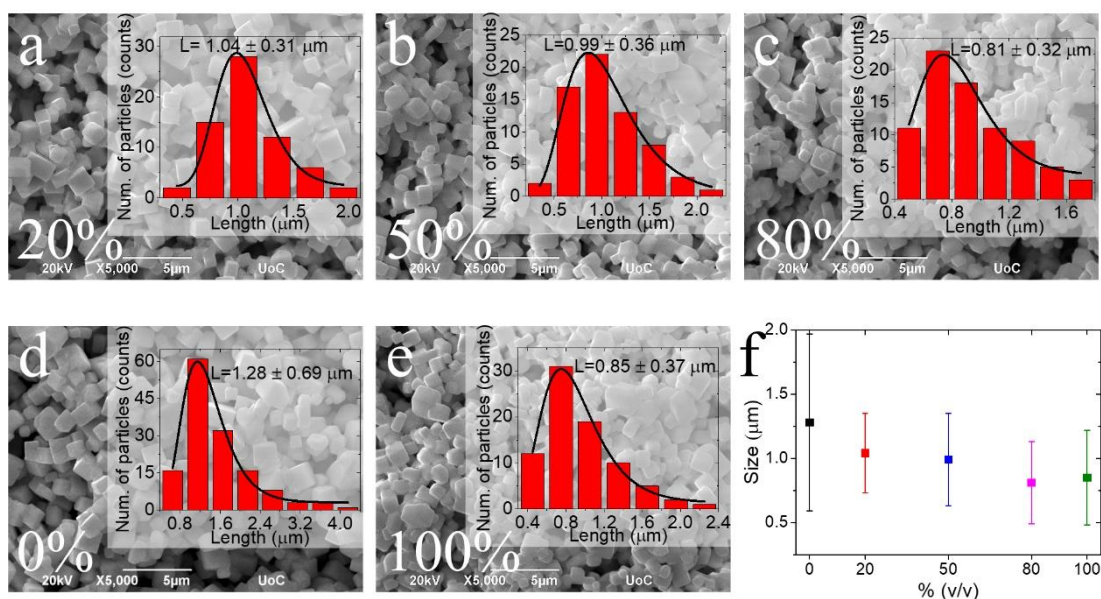 a
Num. of particles (counts)
30
15
0
L= 1.04 ± 0.31 μm
0.5 1.0 1.5 2.0
Length (μm)
20%
20kV X5,000 5μm UoC
b
Num. of particles (counts)
25
20
15
10
5
0
L=0.99 ± 0.36 μm
0.5 1.0 1.5 2.0
Length (μm)
50%
20kV X5,000 5μm UoC
c
Num. of particles (counts)
25
20
15
10
5
0
L=0.81 ± 0.32 μm
0.4 0.8 1.2 1.6
Length (μm)
80%
20kV X5,000 5μm UoC
d
Num. of particles (counts)
60
45
30
15
0
L=1.28 ± 0.69 μm
0.8 1.6 2.4 3.2 4.0
Length (μm)
0%
20kV X5,000 5μm UoC
e
Num. of particles (counts)
30
20
10
0
L=0.85 ± 0.37 μm
0.4 0.8 1.2 1.6 2.0 2.4
Length (μm)
100%
20kV X5,000 5μm UoC
f
Size (μm)
2.0
1.5
1.0
0.5
0 20 50 80 100
% (v/v)